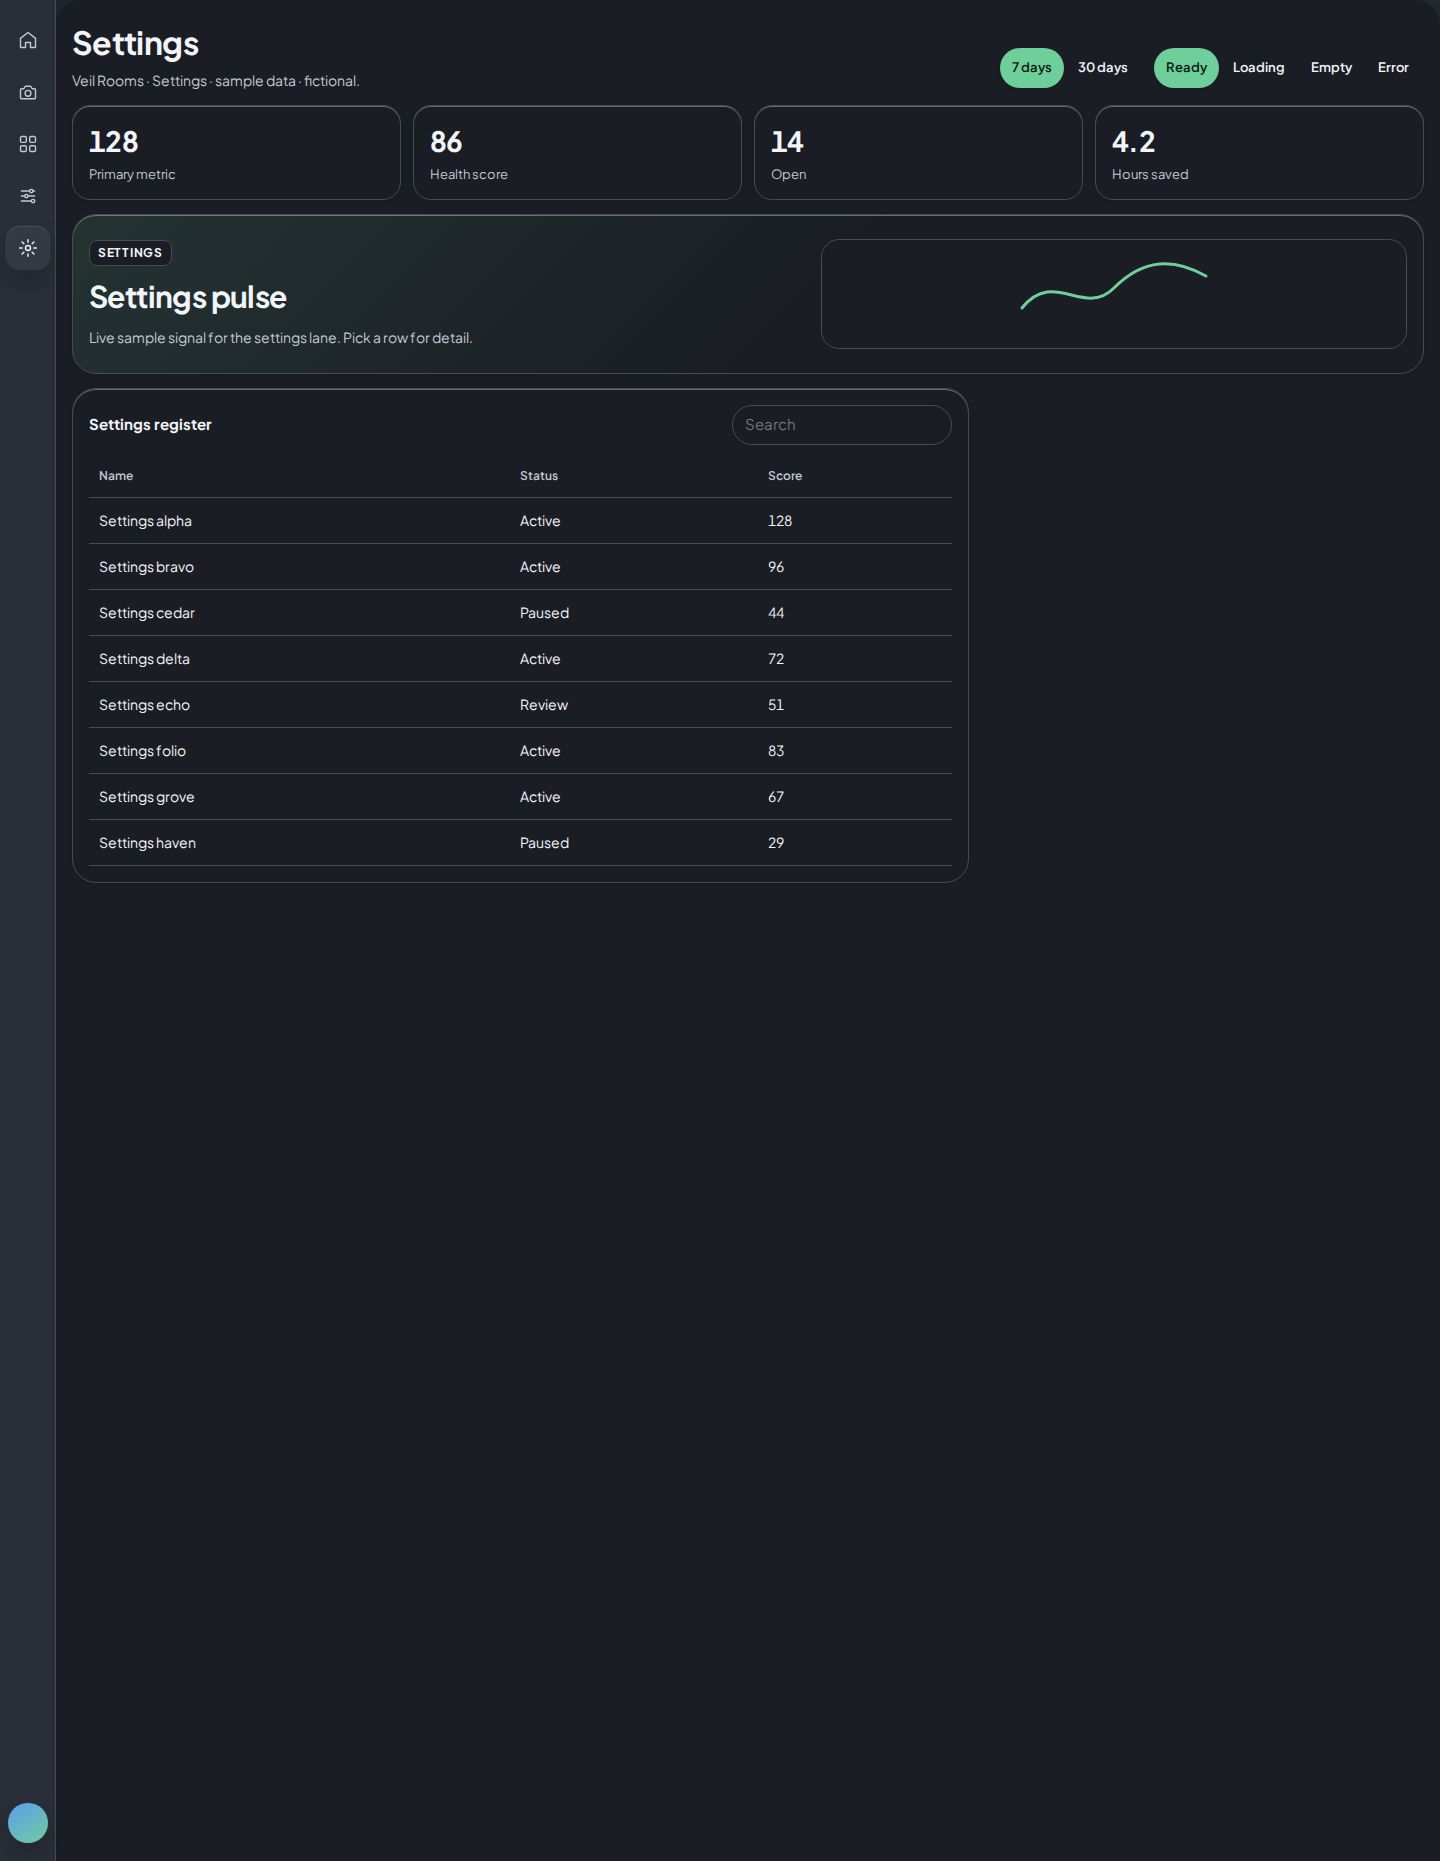 Settings
Veil Rooms · Settings · sample data · fictional.
7 days 30 days Ready Loading Empty Error
128
Primary metric
86
Health score
14
Open
4.2
Hours saved
SETTINGS
Settings pulse
Live sample signal for the settings lane. Pick a row for detail.
Settings register
Search
Name Status Score
Settings alpha Active 128
Settings bravo Active 96
Settings cedar Paused 44
Settings delta Active 72
Settings echo Review 51
Settings folio Active 83
Settings grove Active 67
Settings haven Paused 29